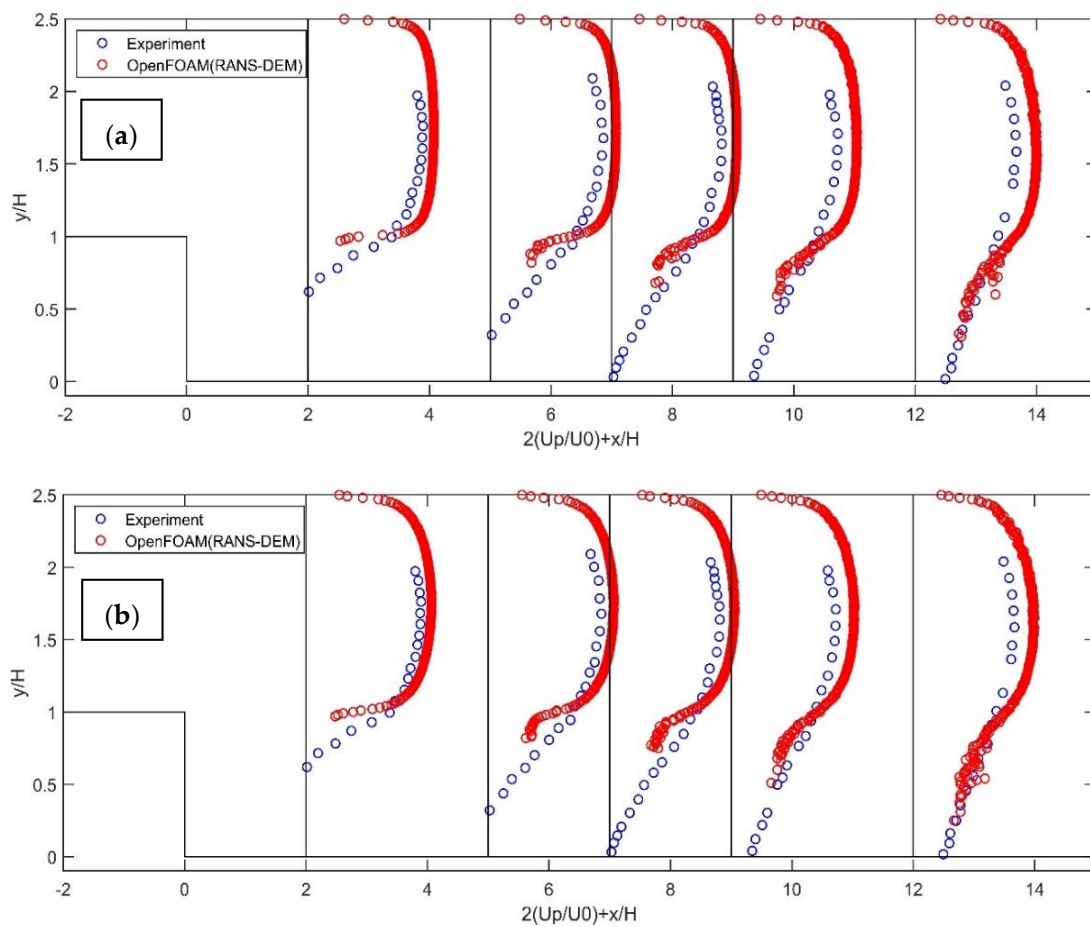 2.5
Experiment
OpenFOAM(RANS-DEM)
2
(a)
1.5
y/H
1
0.5
0
-2 0 2 4 6 8 10 12 14
2(Up/U0)+x/H
2.5
Experiment
OpenFOAM(RANS-DEM)
2
(b)
1.5
y/H
1
0.5
0
-2 0 2 4 6 8 10 12 14
2(Up/U0)+x/H